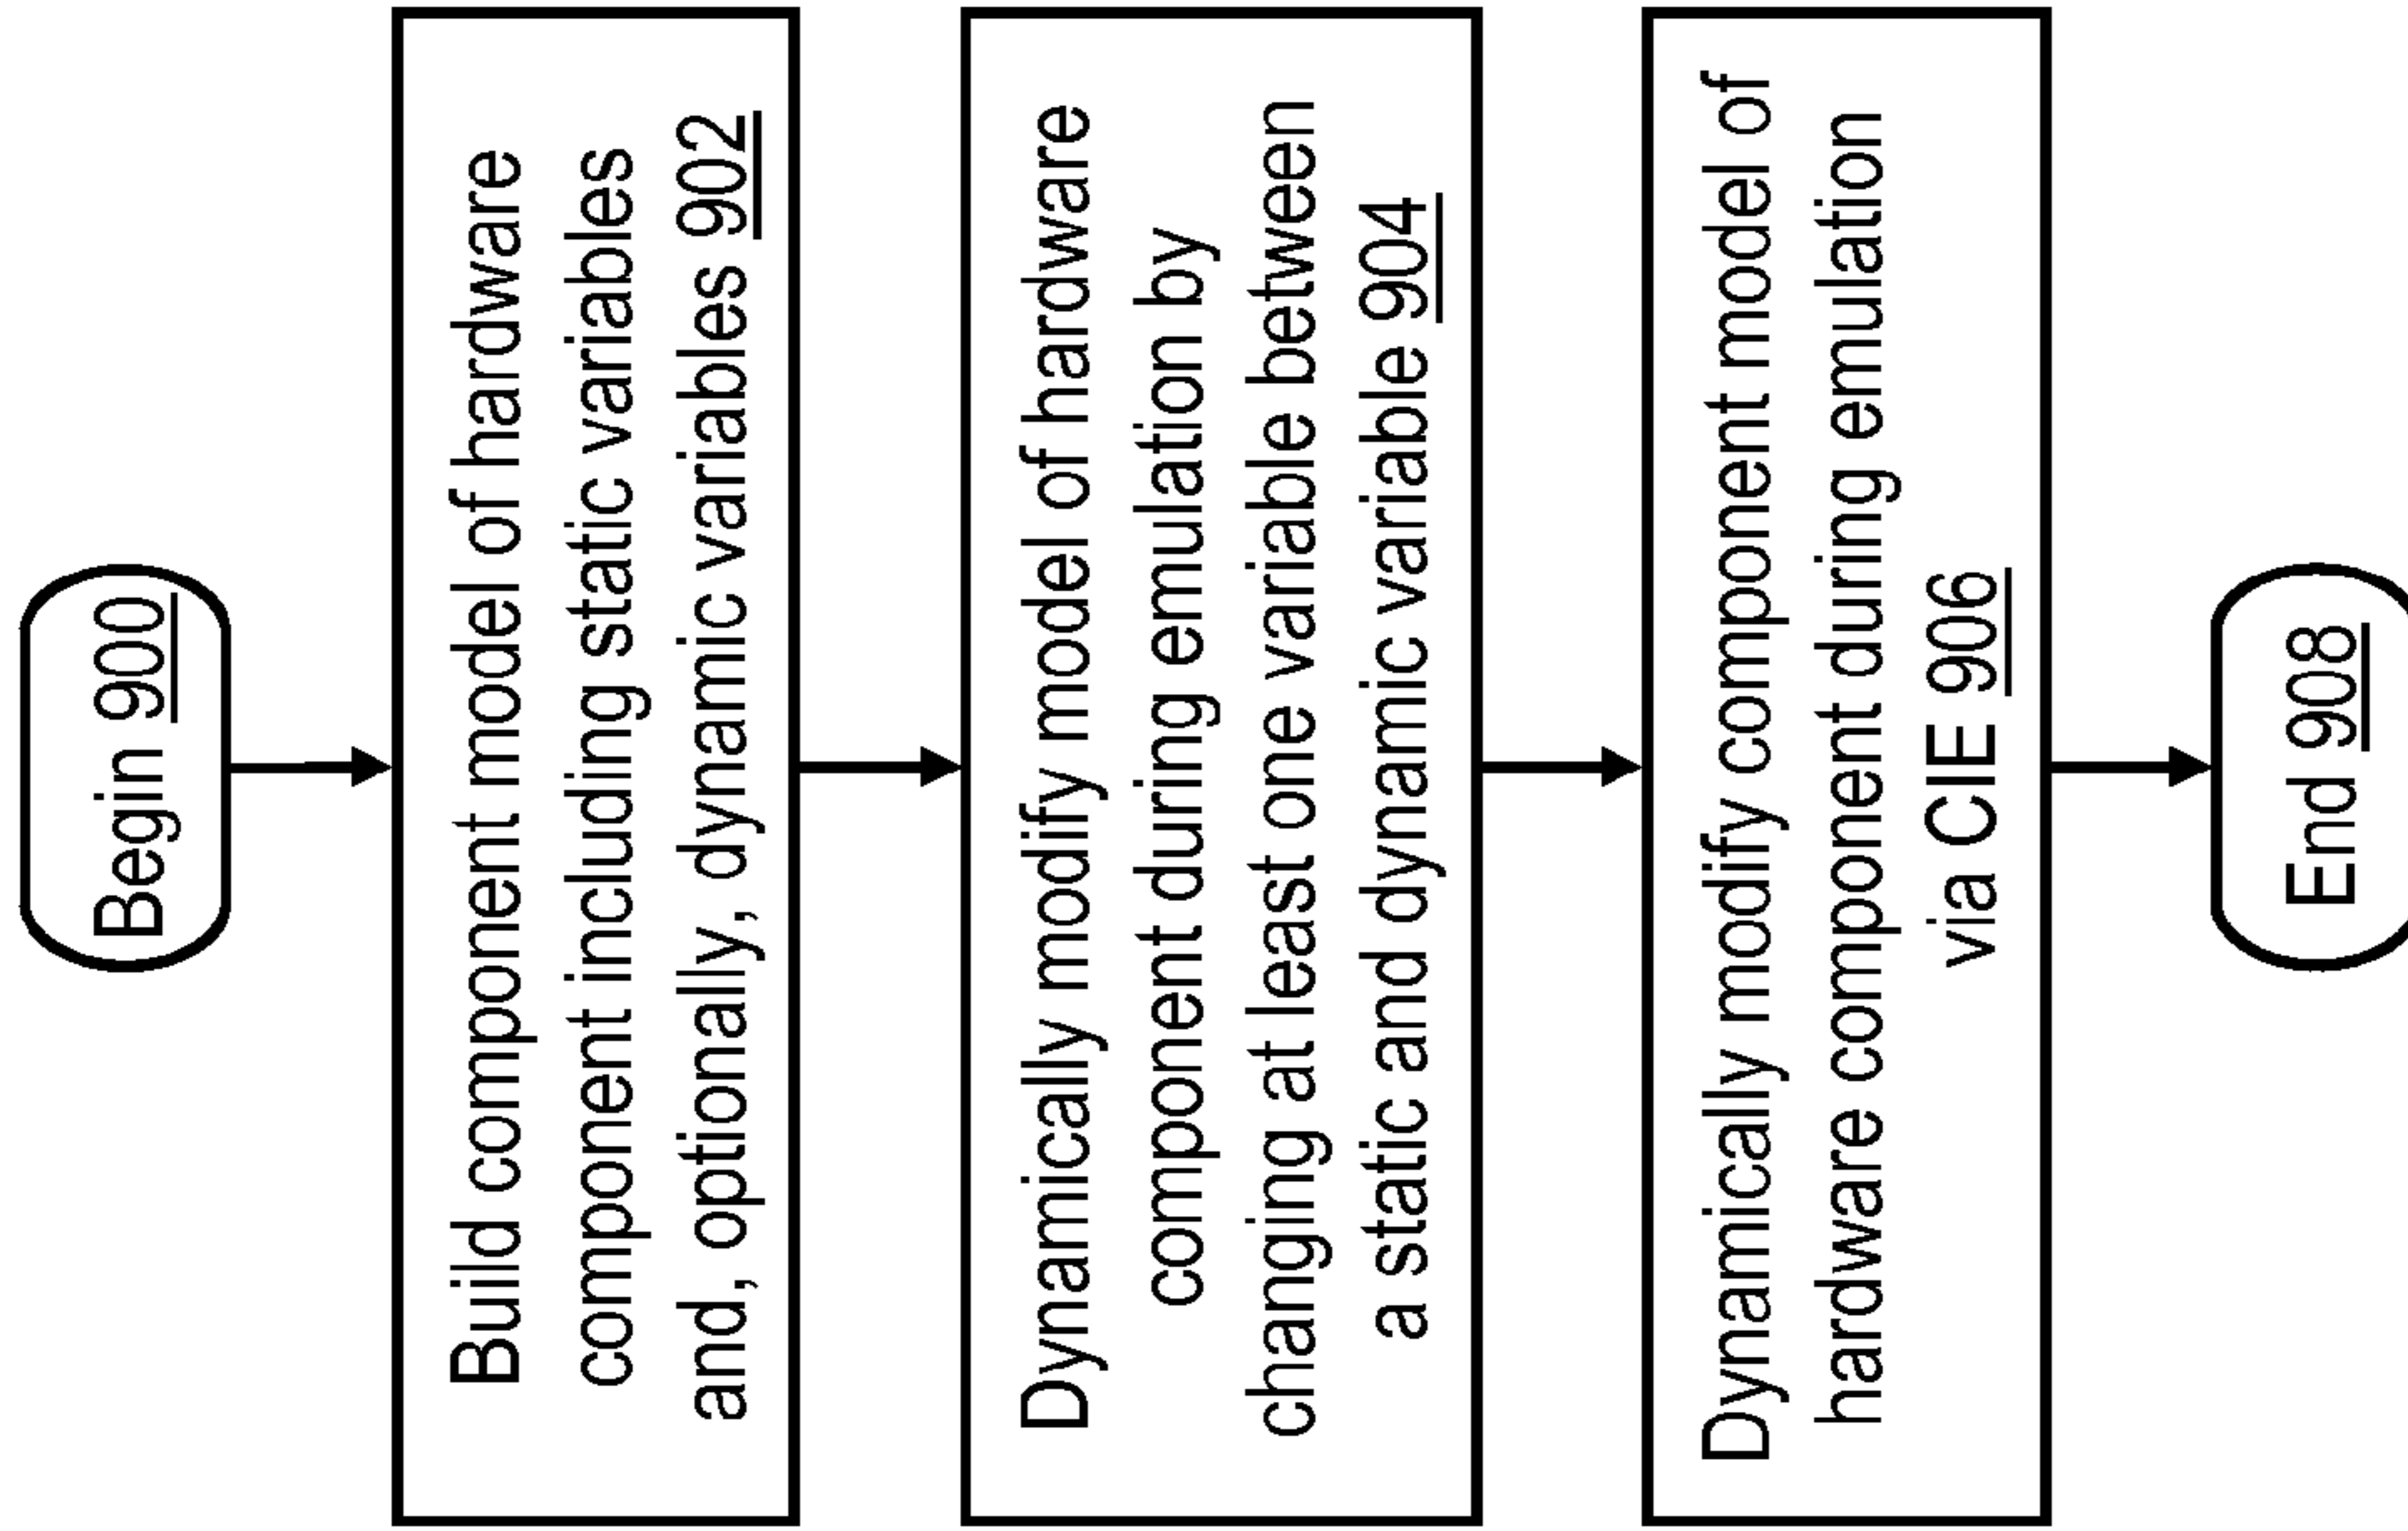 Begin 900
Build component model of hardware
component including static variables
and, optionally, dynamic variables 902
Dynamically modify model of hardware
component during emulation by
changing at least one variable between
a static and dynamic variable 904
Dynamically modify component model of
hardware component during emulation
via CIE 906
End 908